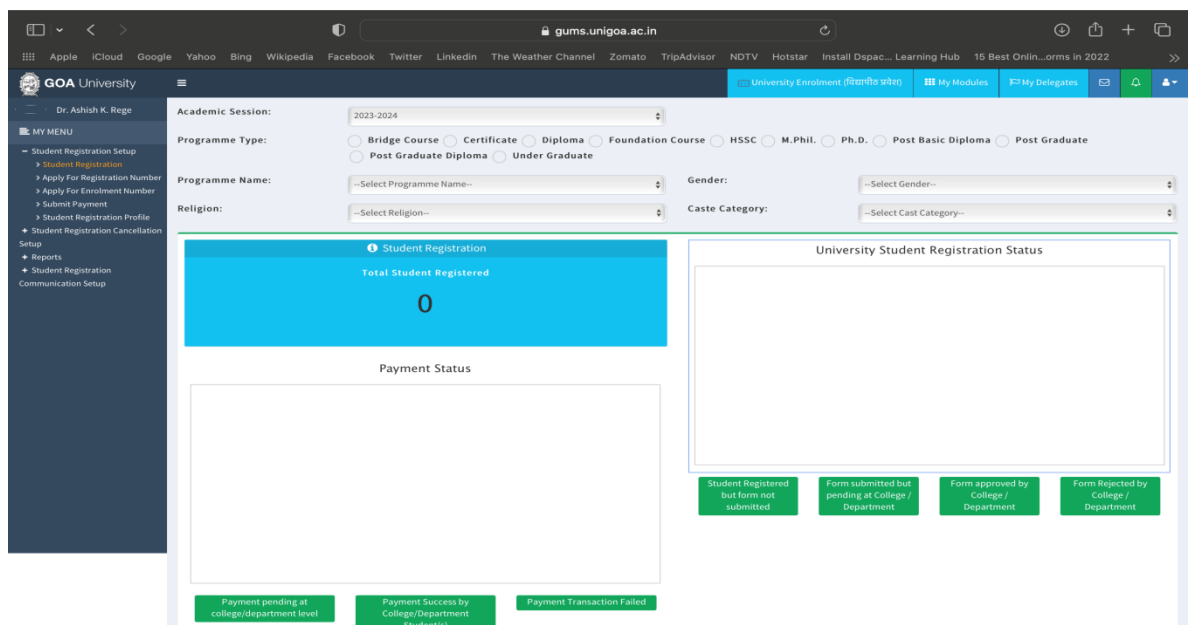 gums.unigoa.ac.in
Apple iCloud Google Yahoo Bing Wikipedia Facebook Twitter Linkedin The Weather Channel Zomato TripAdvisor NDTV Hotstar Install Dspac... Learning Hub 15 Best Onlin...orms in 2022
GOA University
University Enrolment (विद्यापीठ प्रवेश) My Modules My Delegates
Dr. Ashish K. Rege
MY MENU
Student Registration Setup
Student Registration
Apply For Registration Number
Apply For Enrolment Number
Submit Payment
Student Registration Profile
Student Registration Cancellation
Setup
Reports
Student Registration
Communication Setup
Academic Session: 2023-2024
Programme Type: Bridge Course Certificate Diploma Foundation Course HSSC M.Phil. Ph.D. Post Basic Diploma Post Graduate
Post Graduate Diploma Under Graduate
Programme Name: --Select Programme Name-- Gender: --Select Gender--
Religion: --Select Religion-- Caste Category: --Select Cast Category--
Student Registration
Total Student Registered
0
Payment Status
Payment pending at
college/department level
Payment Success by
College/Department
Student(s)
Payment Transaction Failed
University Student Registration Status
Student Registered
but form not
submitted
Form submitted but
pending at College /
Department
Form approved by
College /
Department
Form Rejected by
College /
Department